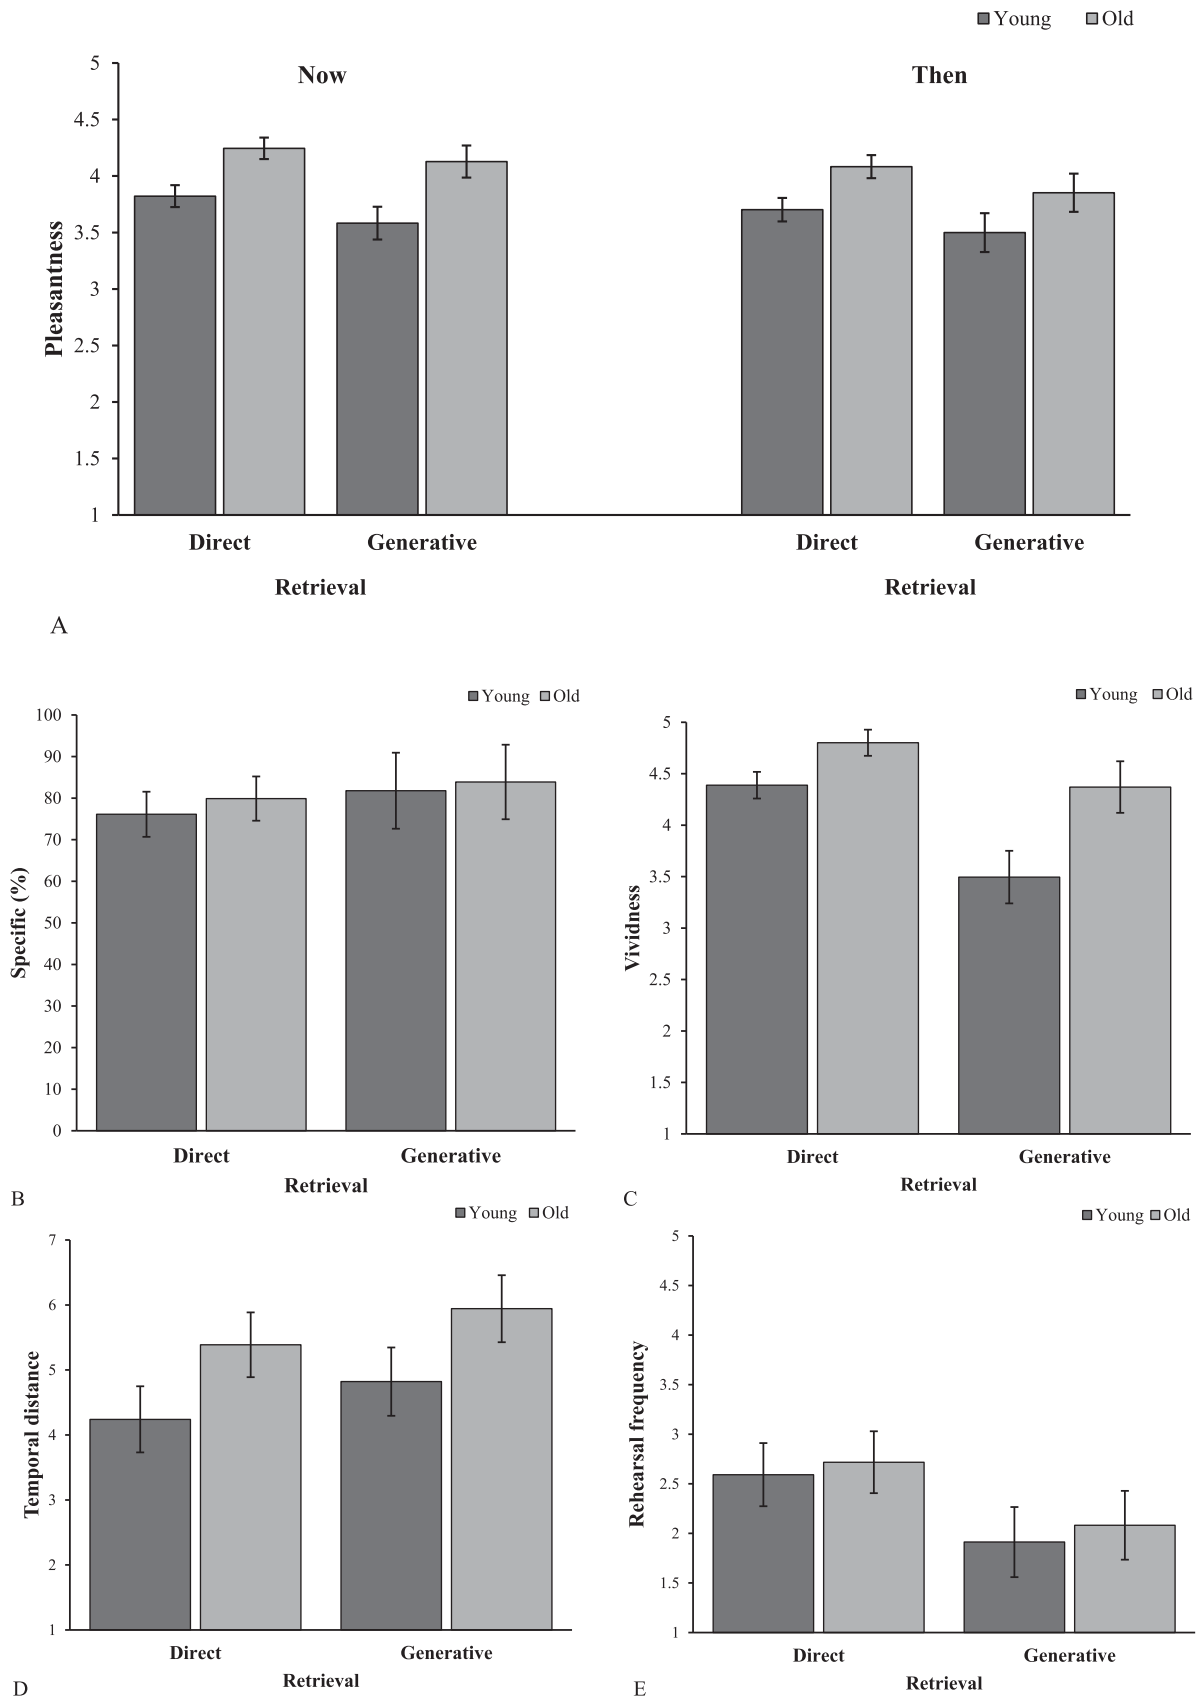 Young Old
Now Then
5
4.5
4
3.5
3
2.5
2
1.5
1
Pleasantness
Direct Generative Direct Generative
Retrieval Retrieval
A
Young Old
100
90
80
70
60
50
40
30
20
10
0
Specific (%)
Direct Generative
Retrieval
B
Young Old
5
4.5
4
3.5
3
2.5
2
1.5
1
Vividness
Direct Generative
Retrieval
C
Young Old
7
6
5
4
3
2
1
Temporal distance
Direct Generative
Retrieval
D
Young Old
5
4.5
4
3.5
3
2.5
2
1.5
1
Rehearsal frequency
Direct Generative
Retrieval
E